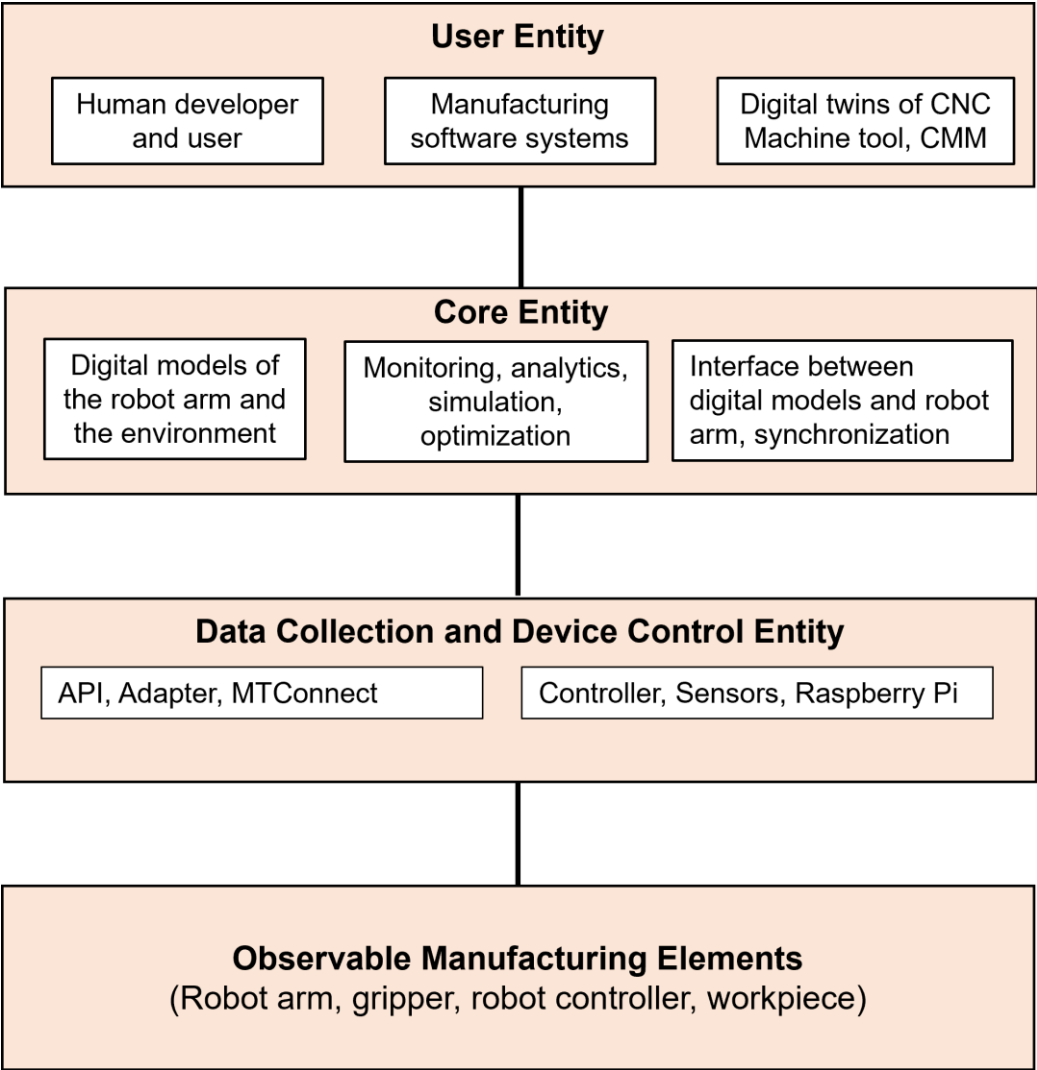 User Entity
Human developer
and user
Manufacturing
software systems
Digital twins of CNC
Machine tool, CMM
Core Entity
Digital models of
the robot arm and
the environment
Monitoring, analytics,
simulation,
optimization
Interface between
digital models and robot
arm, synchronization
Data Collection and Device Control Entity
API, Adapter, MTConnect
Controller, Sensors, Raspberry Pi
Observable Manufacturing Elements
(Robot arm, gripper, robot controller, workpiece)